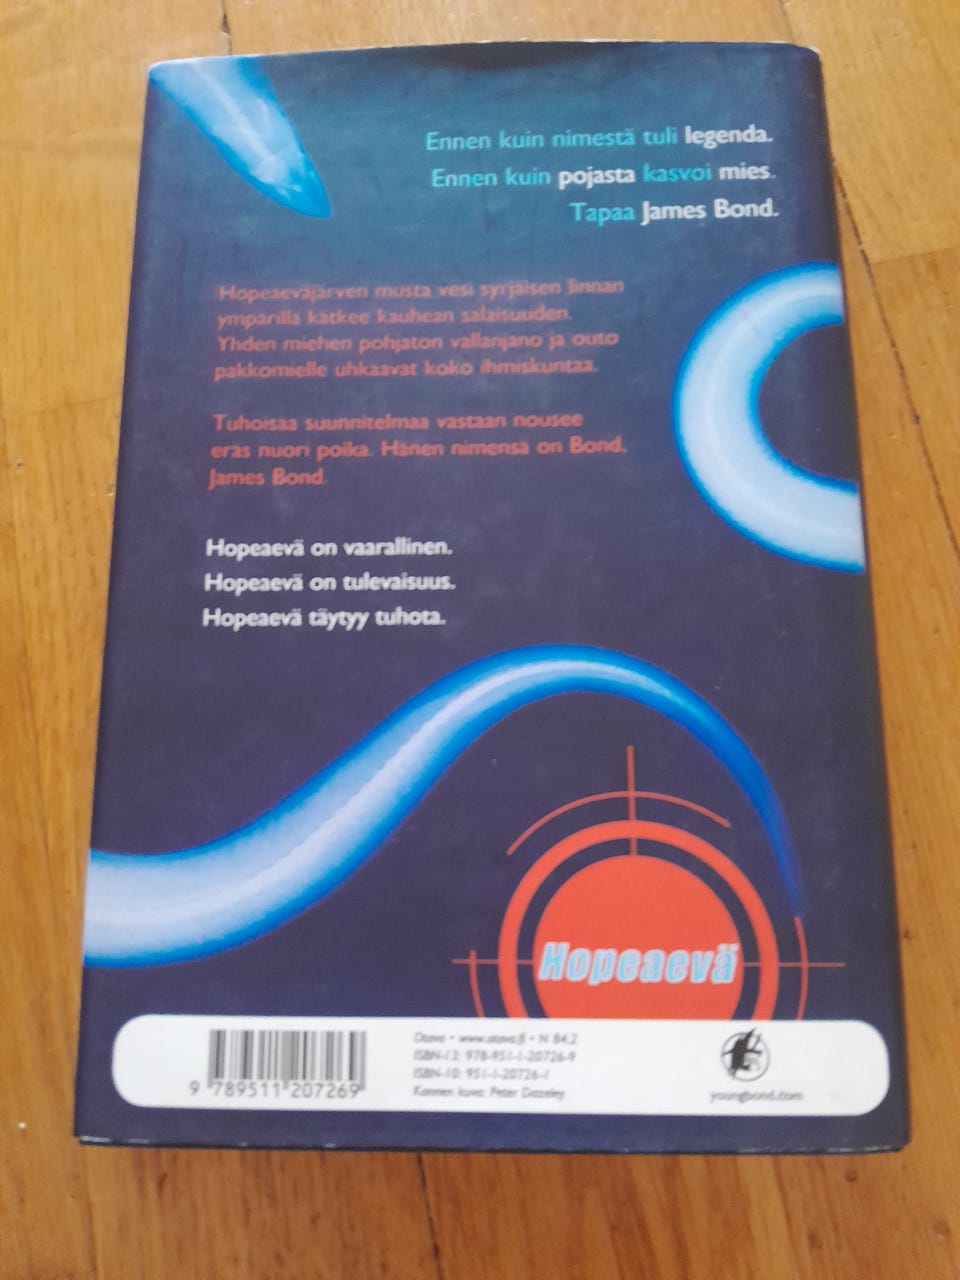 Ennen kuin nimestä tuli legenda.
Ennen kuin pojasta kasvoi mies.
Tapaa James Bond.
Hopeaeväjärven musta vesi syrjäisen linnan
ympärillä kätkee kauhean salaisuuden.
Yhden miehen pohjaton vallanjano ja outo
pakkomielle uhkaavat koko ihmiskuntaa.
Tuhoisaa suunnitelmaa vastaan nousee
eräs nuori poika. Hänen nimensä on Bond.
James Bond.
Hopeaevä on vaarallinen.
Hopeaevä on tulevaisuus.
Hopeaevä täytyy tuhota.
Hopeaevä
9 789511 207269
Otava • www.otava.fi • N 84.2
ISBN-13: 978-951-1-20726-9
ISBN-10: 951-1-20726-1
Kannen kuva: Peter Dazeley
youngbond.com